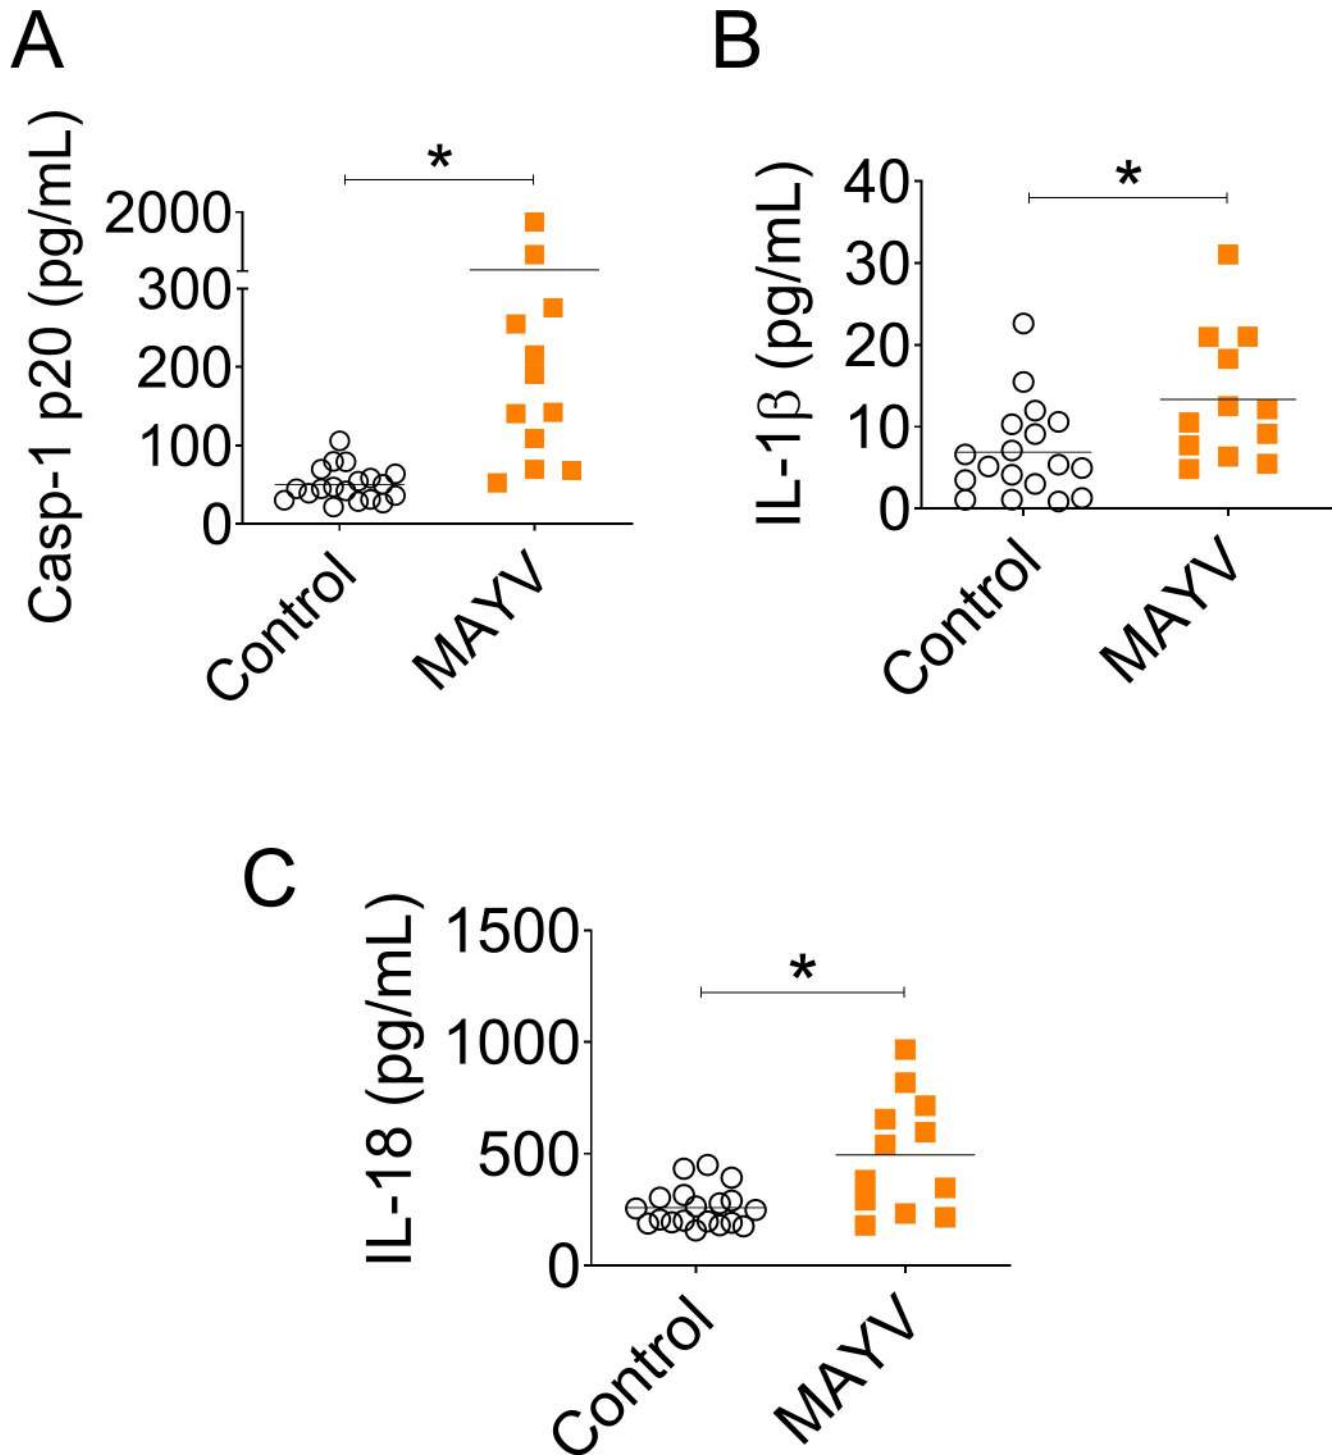 A
Casp-1 p20 (pg/mL)
2000
300
200
100
0
*
Control
MAYV
B
IL-1β (pg/mL)
40
30
20
10
0
*
Control
MAYV
C
IL-18 (pg/mL)
1500
1000
500
0
*
Control
MAYV